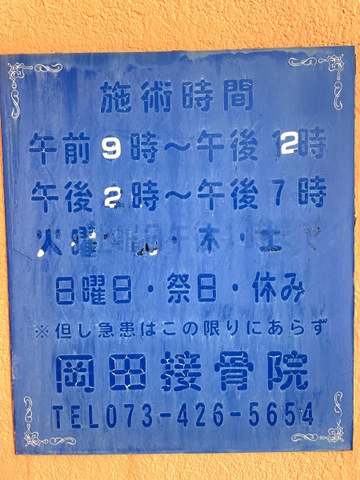 施術時間
午前9時〜午後12時
午後2時〜午後7時
火曜・木・土
日曜日・祭日・休み
※但し急患はこの限りにあらず
岡田接骨院
TEL073-426-5654